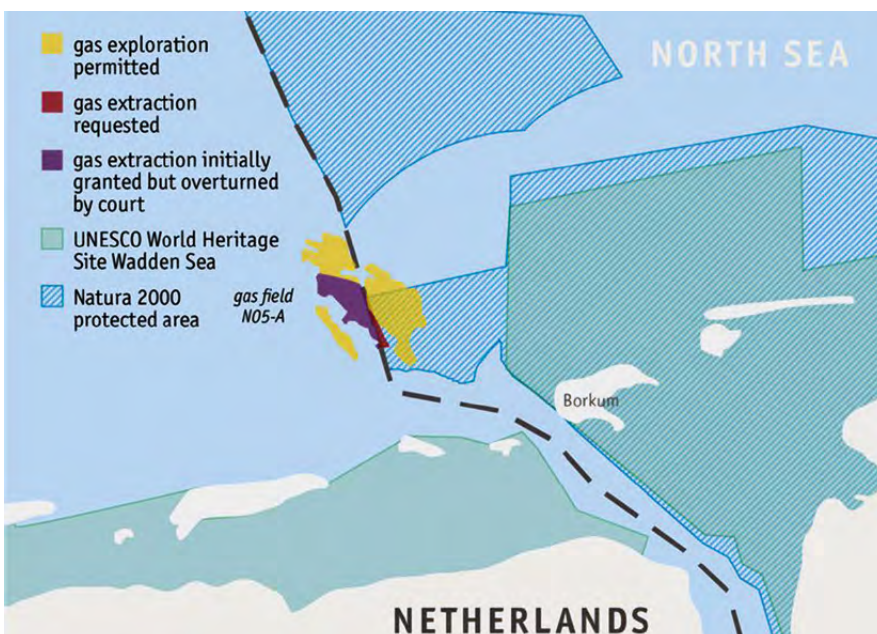 gas exploration
permitted
gas extraction
requested
gas extraction initially
granted but overturned
by court
UNESCO World Heritage
Site Wadden Sea
Natura 2000
protected area
NORTH SEA
gas field
N05-A
Borkum
NETHERLANDS